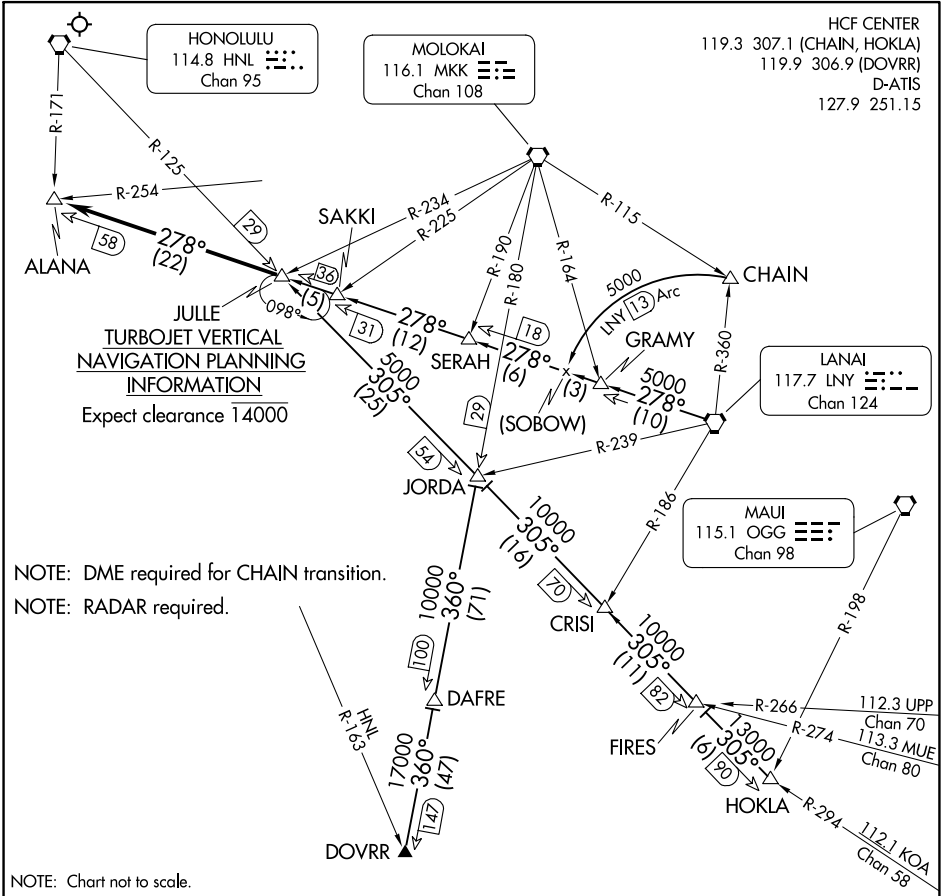 HONOLULU
114.8 HNL
Chan 95
MOLOKAI
116.1 MKK
Chan 108
HCF CENTER
119.3 307.1 (CHAIN, HOKLA)
119.9 306.9 (DOVRR)
D-ATIS
127.9 251.15
R-171
R-125
R-254
R-234
R-225
R-190
R-180
R-164
R-115
SAKKI
29
58
278°
(22)
ALANA
36
(5)
098°
JULLE
31
278°
(12)
SERAH
18
278°
(6)
5000
LNY 13 Arc
CHAIN
GRAMY
(3)
(SOBOW)
5000
278°
(10)
R-360
LANAI
117.7 LNY
Chan 124
TURBOJET VERTICAL
NAVIGATION PLANNING
INFORMATION
Expect clearance 14000
5000
305°
(25)
29
54
JORDA
R-239
R-186
10000
305°
(16)
70
CRISI
MAUI
115.1 OGG
Chan 98
R-198
NOTE: DME required for CHAIN transition.
NOTE: RADAR required.
10000
360°
(71)
100
DAFRE
10000
305°
(11)
82
FIRES
R-266
112.3 UPP
Chan 70
R-274
113.3 MUE
Chan 80
13000
305°
(6)
90
HOKLA
R-294
112.1 KOA
Chan 58
HNL
R-163
17000
360°
(47)
147
DOVRR
NOTE: Chart not to scale.